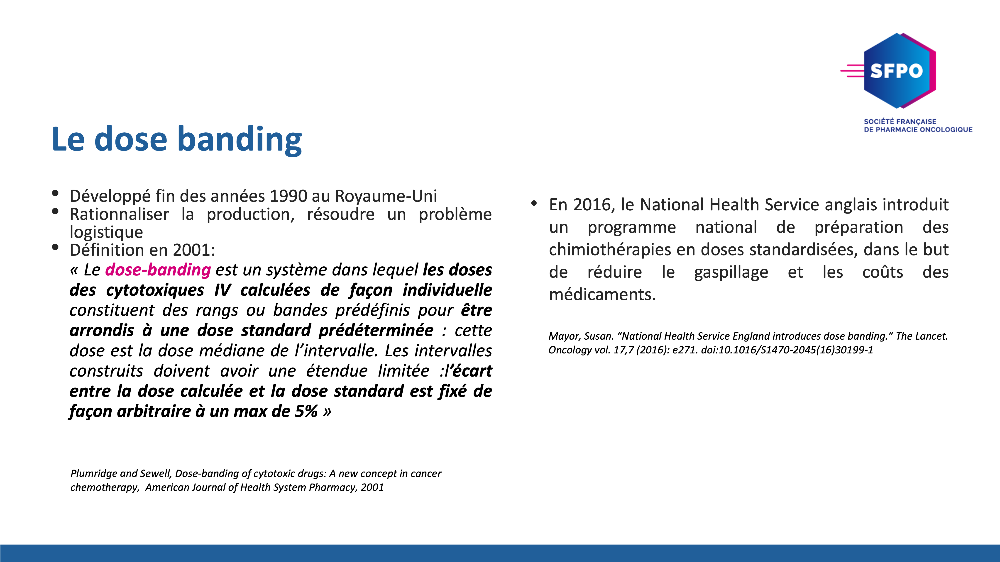 SFPO
SOCIÉTÉ FRANÇAISE
DE PHARMACIE ONCOLOGIQUE
Le dose banding
• Développé fin des années 1990 au Royaume-Uni
• Rationnaliser la production, résoudre un problème
logistique
• Définition en 2001:
« Le dose-banding est un système dans lequel les doses
des cytotoxiques IV calculées de façon individuelle
constituent des rangs ou bandes prédéfinis pour être
arrondis à une dose standard prédéterminée : cette
dose est la dose médiane de l’intervalle. Les intervalles
construits doivent avoir une étendue limitée :l’écart
entre la dose calculée et la dose standard est fixé de
façon arbitraire à un max de 5% »
Plumridge and Sewell, Dose-banding of cytotoxic drugs: A new concept in cancer
chemotherapy, American Journal of Health System Pharmacy, 2001
• En 2016, le National Health Service anglais introduit
un programme national de préparation des
chimiothérapies en doses standardisées, dans le but
de réduire le gaspillage et les coûts des
médicaments.
Mayor, Susan. “National Health Service England introduces dose banding.” The Lancet.
Oncology vol. 17,7 (2016): e271. doi:10.1016/S1470-2045(16)30199-1